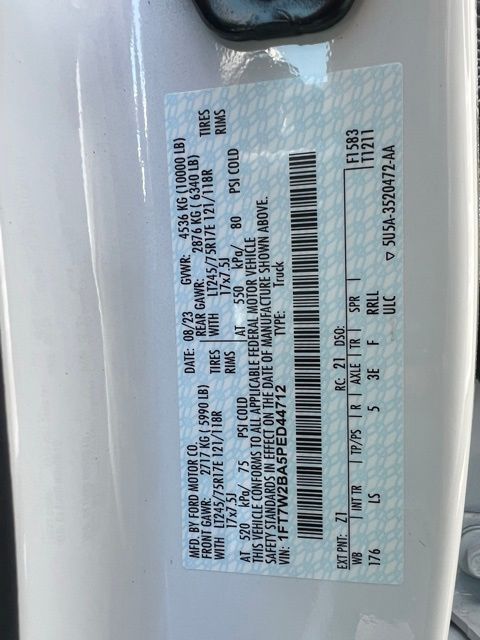 MFD. BY FORD MOTOR CO.
DATE: 08/23 GVWR: 4536 KG (10000 LB)
FRONT GAWR: 2717 KG ( 5990 LB) REAR GAWR: 2876 KG ( 6340 LB)
WITH LT245/75R17E 121/118R TIRES WITH LT245/75R17E 121/118R TIRES
17x7.5J RIMS 17x7.5J RIMS
AT 520 kPa/ 75 PSI COLD AT 550 kPa/ 80 PSI COLD
THIS VEHICLE CONFORMS TO ALL APPLICABLE FEDERAL MOTOR VEHICLE
SAFETY STANDARDS IN EFFECT ON THE DATE OF MANUFACTURE SHOWN ABOVE.
VIN: 1FT7W2BA5PED44712 TYPE: Truck
EXT PNT: Z1 RC: 21 DSO: F1583
WB INT TR TP/PS R AXLE TR SPR T1211
176 LS 5 3E F RRLL
ULC
▽ 5U5A-3520472-AA